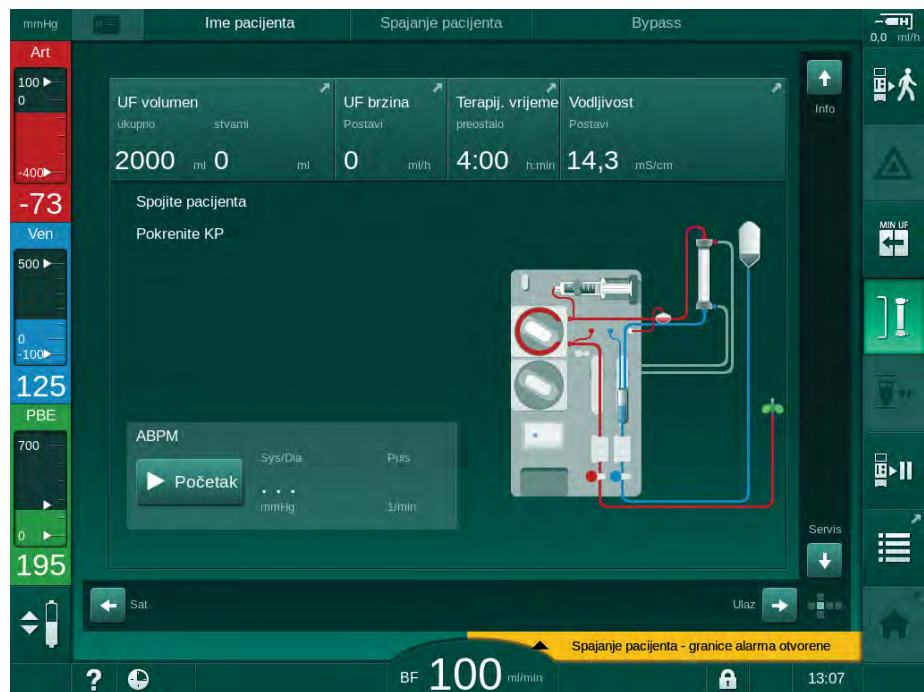 mmHg
Ime pacijenta
Spajanje pacijenta
Bypass
0,0 ml/h
Art
100
0
-400
-73
Ven
500
0
-100
125
PBE
700
0
195
UF volumen
ukupno stvarni
2000 ml 0 ml
UF brzina
Postavi
0 ml/h
Terapij. vrijeme
preostalo
4:00 h:min
Vodljivost
Postavi
14,3 mS/cm
Info
Spojite pacijenta
Pokrenite KP
ABPM
Početak
Sys/Dia
. . .
mmHg
Puls
1/min
Servis
Sat
Ulaz
MIN UF
Spajanje pacijenta - granice alarma otvorene
?
BF 100 ml/min
13:07